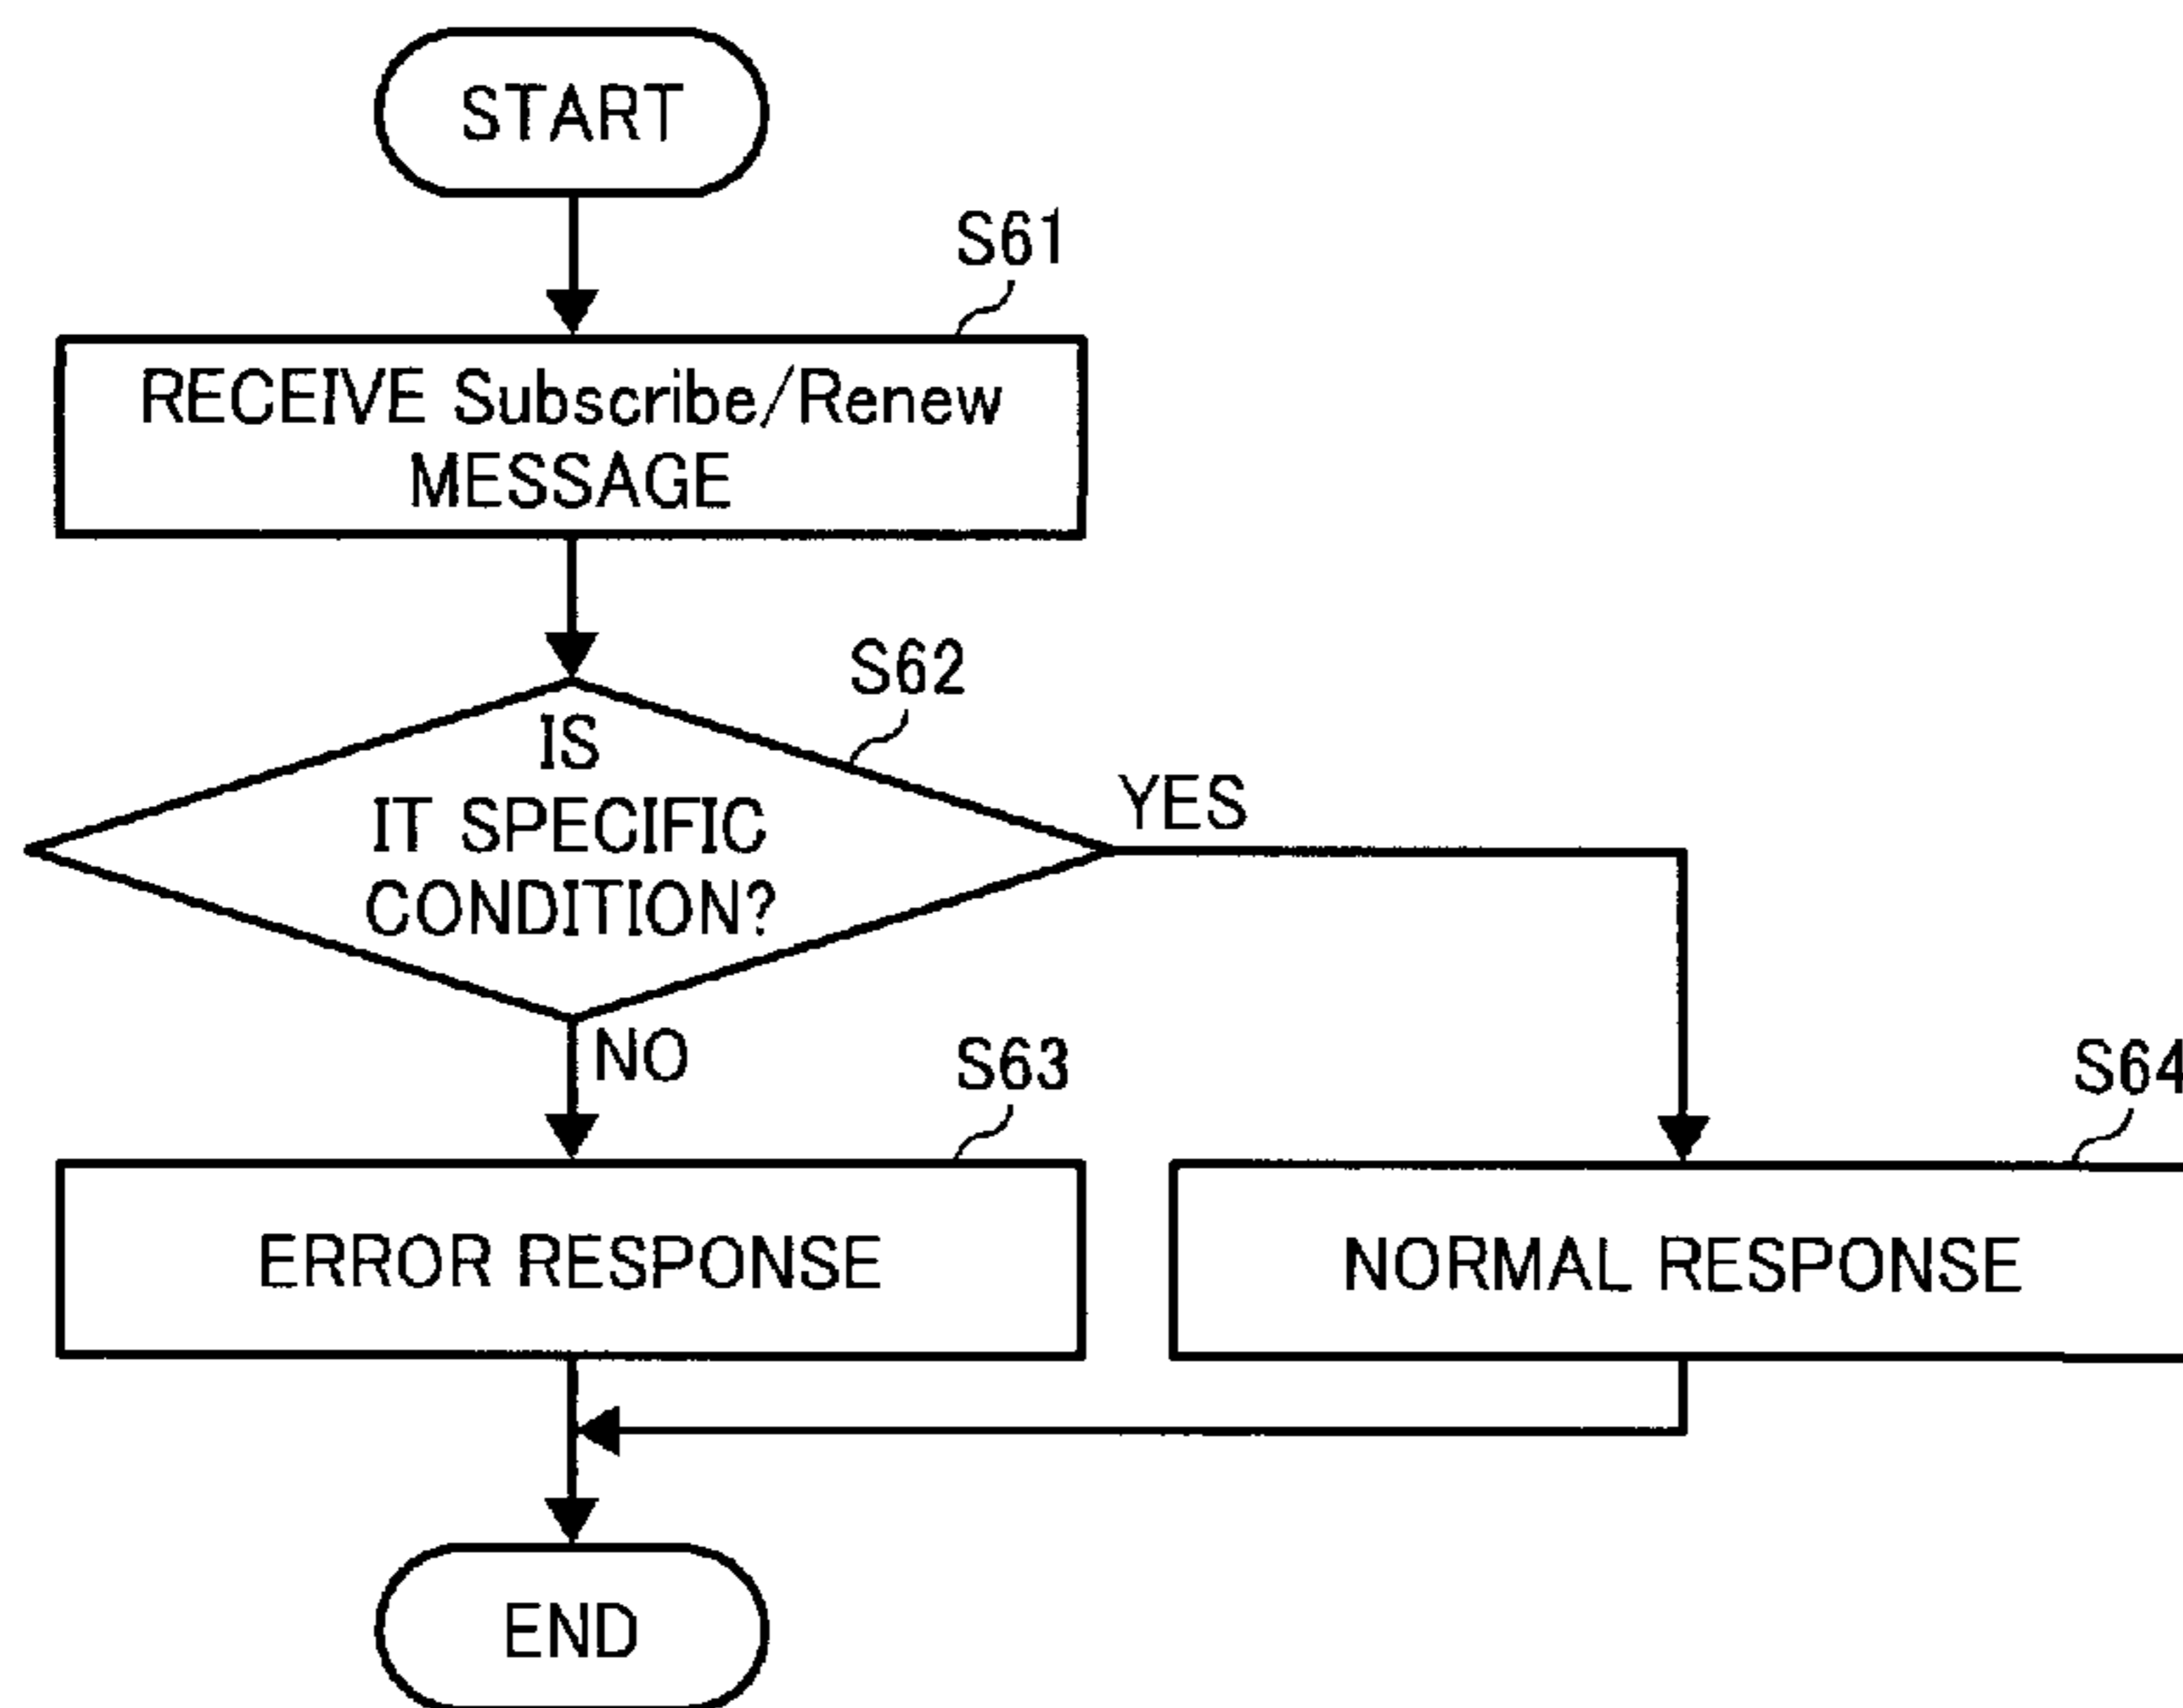 START
S61
RECEIVE Subscribe/Renew
MESSAGE
S62
IS
IT SPECIFIC
CONDITION?
YES
NO
S63
S64
ERROR RESPONSE
NORMAL RESPONSE
END